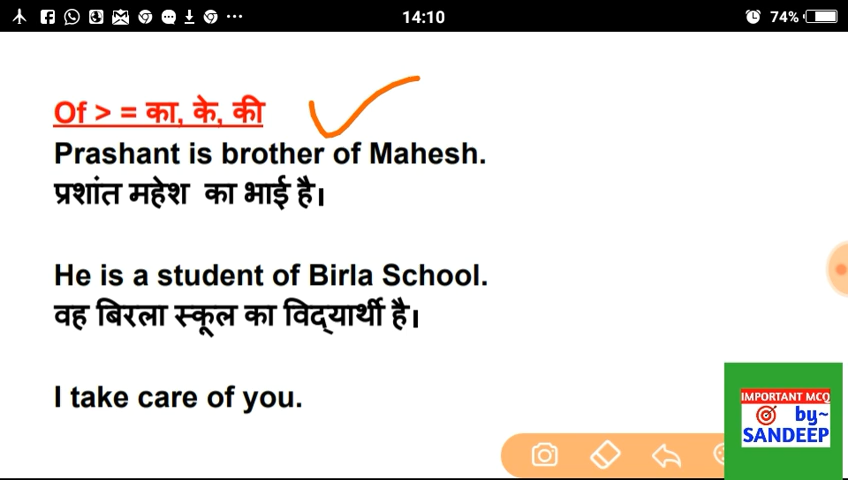 14:10
74%
Of > = का, के, की
Prashant is brother of Mahesh.
प्रशांत महेश का भाई है।
He is a student of Birla School.
वह बिरला स्कूल का विद्यार्थी है।
I take care of you.
IMPORTANT MCQ
by~
SANDEEP